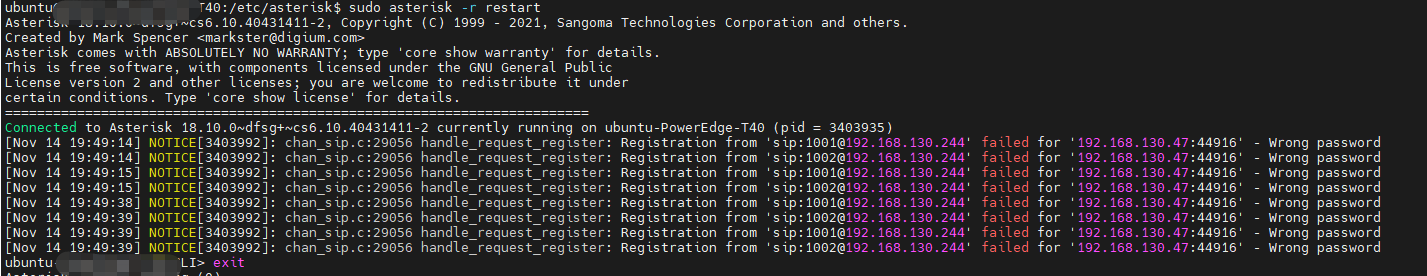 ubuntu T40:/etc/asterisk$ sudo asterisk -r restart
Asterisk 18.10.0~dfsg+~cs6.10.40431411-2, Copyright (C) 1999 - 2021, Sangoma Technologies Corporation and others.
Created by Mark Spencer <markster@digium.com>
Asterisk comes with ABSOLUTELY NO WARRANTY; type 'core show warranty' for details.
This is free software, with components licensed under the GNU General Public
License version 2 and other licenses; you are welcome to redistribute it under
certain conditions. Type 'core show license' for details.
=========================================================================
Connected to Asterisk 18.10.0~dfsg+~cs6.10.40431411-2 currently running on ubuntu-PowerEdge-T40 (pid = 3403935)
[Nov 14 19:49:14] NOTICE[3403992]: chan_sip.c:29056 handle_request_register: Registration from 'sip:1001@192.168.130.244' failed for '192.168.130.47:44916' - Wrong password
[Nov 14 19:49:14] NOTICE[3403992]: chan_sip.c:29056 handle_request_register: Registration from 'sip:1002@192.168.130.244' failed for '192.168.130.47:44916' - Wrong password
[Nov 14 19:49:15] NOTICE[3403992]: chan_sip.c:29056 handle_request_register: Registration from 'sip:1001@192.168.130.244' failed for '192.168.130.47:44916' - Wrong password
[Nov 14 19:49:15] NOTICE[3403992]: chan_sip.c:29056 handle_request_register: Registration from 'sip:1002@192.168.130.244' failed for '192.168.130.47:44916' - Wrong password
[Nov 14 19:49:38] NOTICE[3403992]: chan_sip.c:29056 handle_request_register: Registration from 'sip:1001@192.168.130.244' failed for '192.168.130.47:44916' - Wrong password
[Nov 14 19:49:39] NOTICE[3403992]: chan_sip.c:29056 handle_request_register: Registration from 'sip:1002@192.168.130.244' failed for '192.168.130.47:44916' - Wrong password
[Nov 14 19:49:39] NOTICE[3403992]: chan_sip.c:29056 handle_request_register: Registration from 'sip:1001@192.168.130.244' failed for '192.168.130.47:44916' - Wrong password
[Nov 14 19:49:39] NOTICE[3403992]: chan_sip.c:29056 handle_request_register: Registration from 'sip:1002@192.168.130.244' failed for '192.168.130.47:44916' - Wrong password
ubuntu- CLI> exit